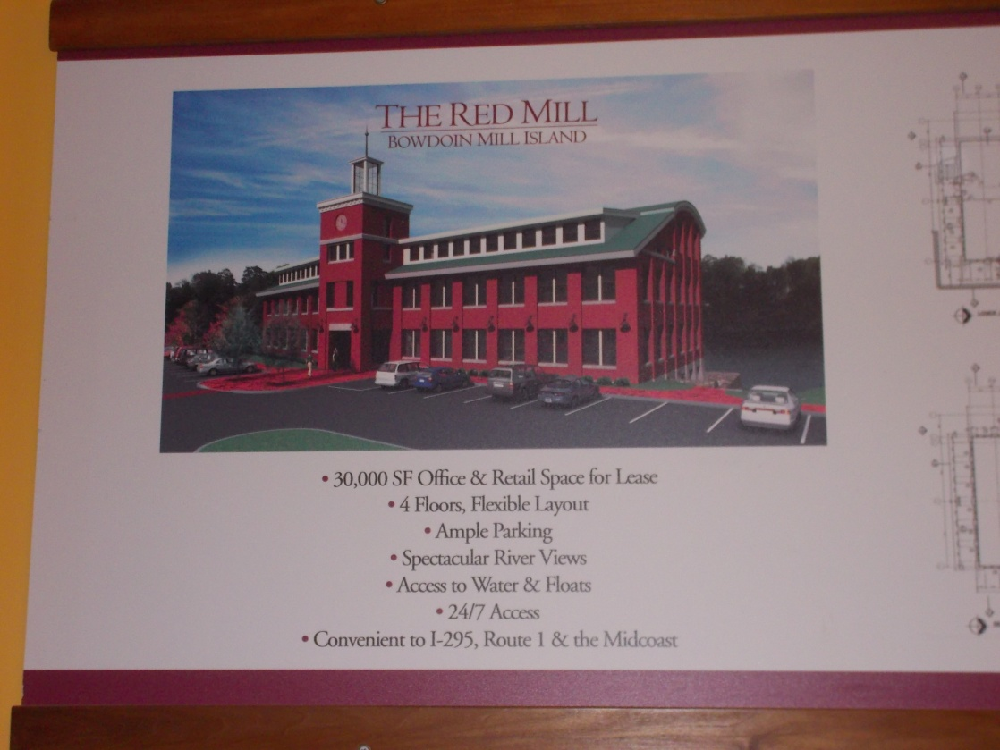 THE RED MILL
BOWDOIN MILL ISLAND
• 30,000 SF Office & Retail Space for Lease
• 4 Floors, Flexible Layout
• Ample Parking
• Spectacular River Views
• Access to Water & Floats
• 24/7 Access
• Convenient to I-295, Route 1 & the Midcoast